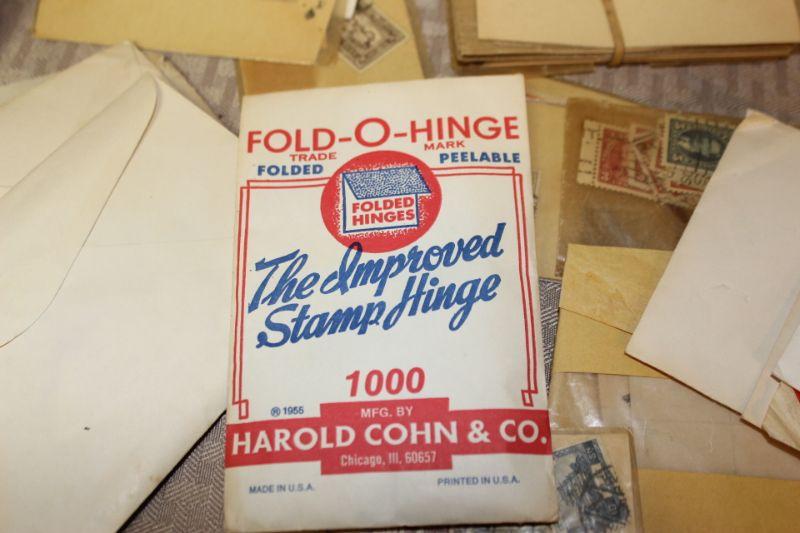 FOLD-O-HINGE
TRADE MARK
FOLDED PEELABLE
FOLDED
HINGES
The Improved
Stamp Hinge
1000
® 1955 MFG. BY
HAROLD COHN & CO.
Chicago, Ill. 60657
MADE IN U.S.A. PRINTED IN U.S.A.